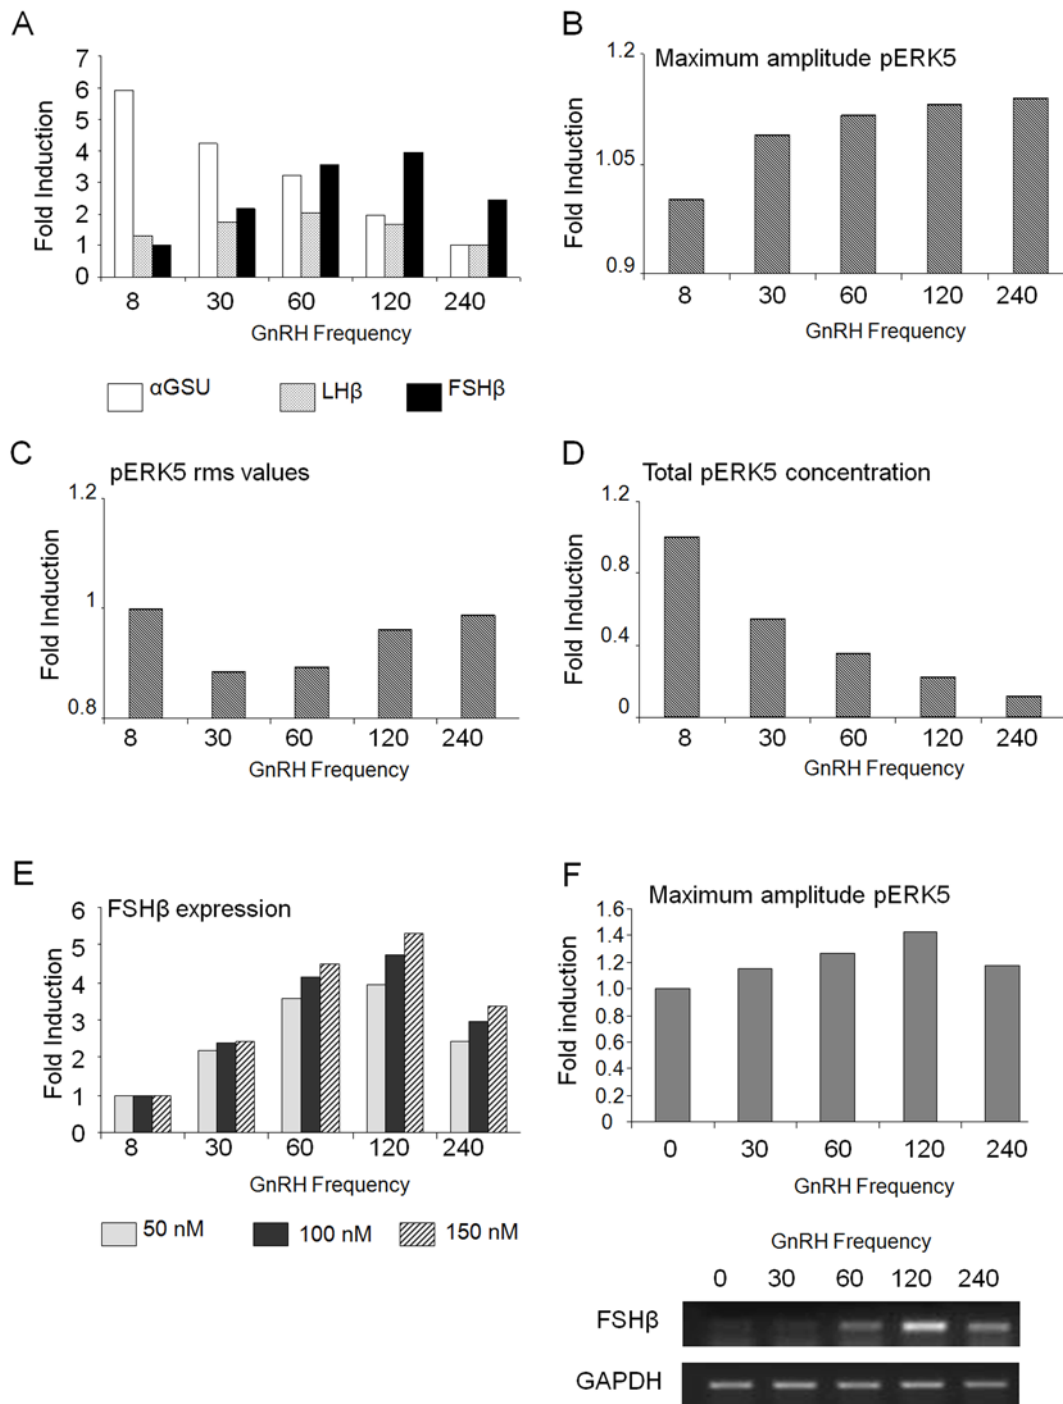 A
7
6
5
4
3
2
1
0
Fold Induction
8 30 60 120 240
GnRH Frequency
αGSU LHβ FSHβ
B
Maximum amplitude pERK5
1.2
1.05
0.9
Fold Induction
8 30 60 120 240
GnRH Frequency
C
pERK5 rms values
1.2
1
0.8
Fold Induction
8 30 60 120 240
GnRH Frequency
D
Total pERK5 concentration
1.2
0.8
0.4
0
Fold Induction
8 30 60 120 240
GnRH Frequency
E
FSHβ expression
6
5
4
3
2
1
0
Fold Induction
8 30 60 120 240
GnRH Frequency
50 nM 100 nM 150 nM
F
Maximum amplitude pERK5
1.6
1.4
1.2
1.0
0.8
0.6
0.4
0.2
0
Fold induction
0 30 60 120 240
GnRH Frequency
GnRH Frequency
0 30 60 120 240
FSHβ
GAPDH